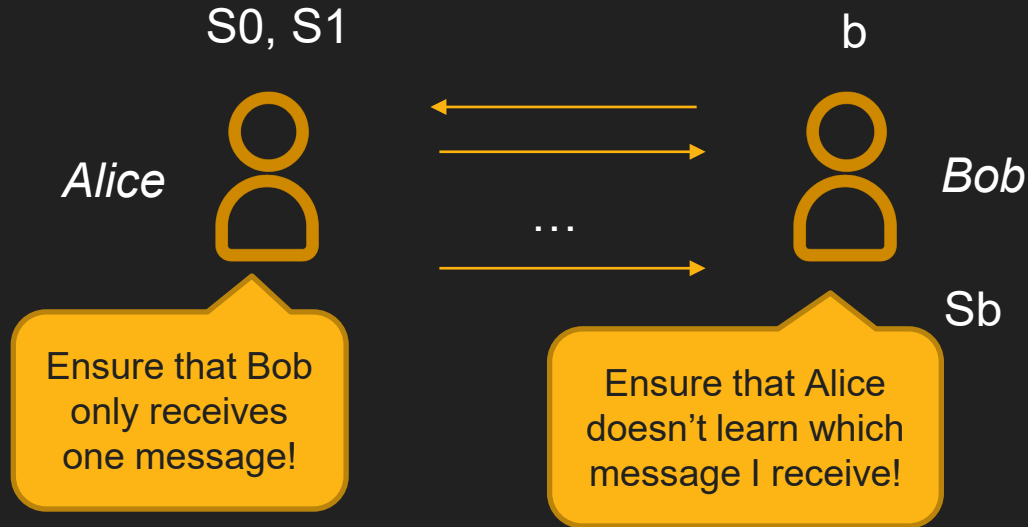 S0, S1
b
Alice
Bob
…
Sb
Ensure that Bob
only receives
one message!
Ensure that Alice
doesn’t learn which
message I receive!